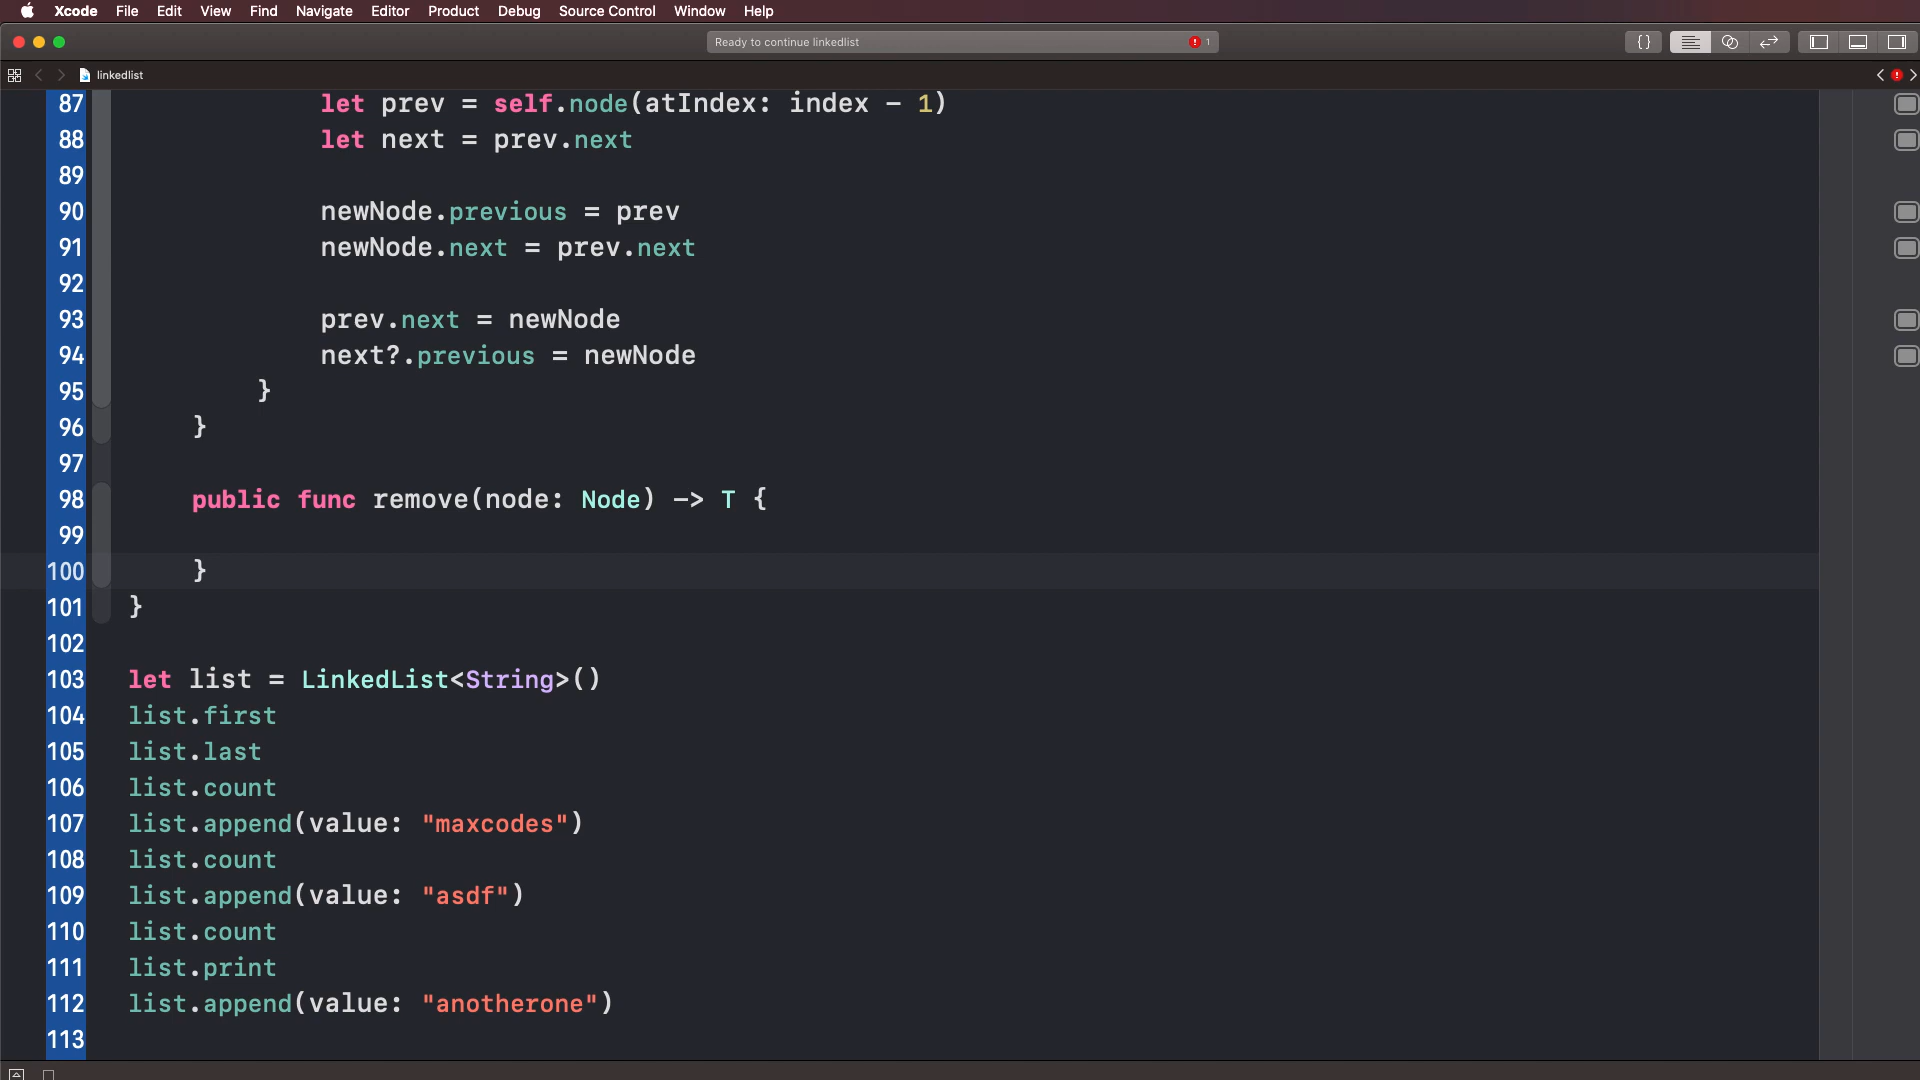 Xcode File Edit View Find Navigate Editor Product Debug Source Control Window Help
Ready to continue linkedlist 1
linkedlist
87 let prev = self.node(atIndex: index - 1)
88 let next = prev.next
89
90 newNode.previous = prev
91 newNode.next = prev.next
92
93 prev.next = newNode
94 next?.previous = newNode
95 }
96 }
97
98 public func remove(node: Node) -> T {
99
100 }
101 }
102
103 let list = LinkedList<String>()
104 list.first
105 list.last
106 list.count
107 list.append(value: "maxcodes")
108 list.count
109 list.append(value: "asdf")
110 list.count
111 list.print
112 list.append(value: "anotherone")
113